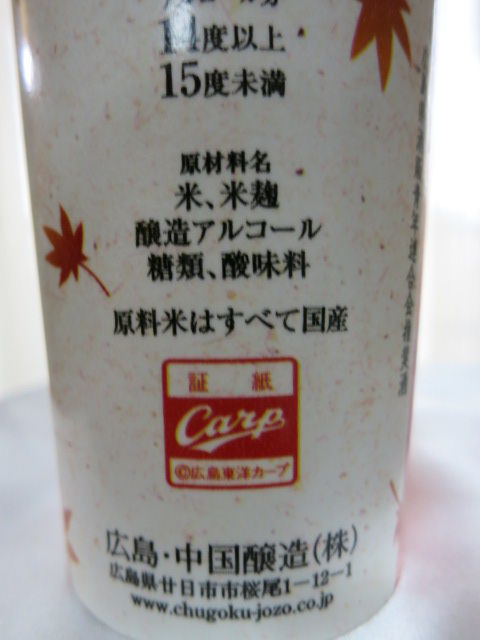 14度以上
15度未満
原材料名
米、米麹
醸造アルコール
糖類、酸味料
原料米はすべて国産
証 紙
Carp
©広島東洋カープ
広島・中国醸造(株)
広島県廿日市市桜尾1-12-1
www.chugoku-jozo.co.jp